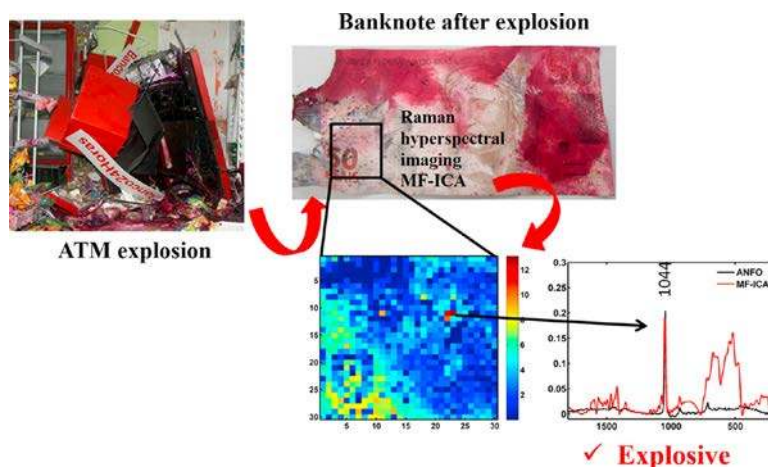 Banknote after explosion
Banco24Horas
ATM explosion
50
Raman
hyperspectral
imaging
MF-ICA
5
10
15
20
25
30
5 10 15 20 25 30
12
10
8
6
4
2
0.3
0.25
0.2
0.15
0.1
0.05
0
1044
ANFO
MF-ICA
1500 1000 500
✓ Explosive